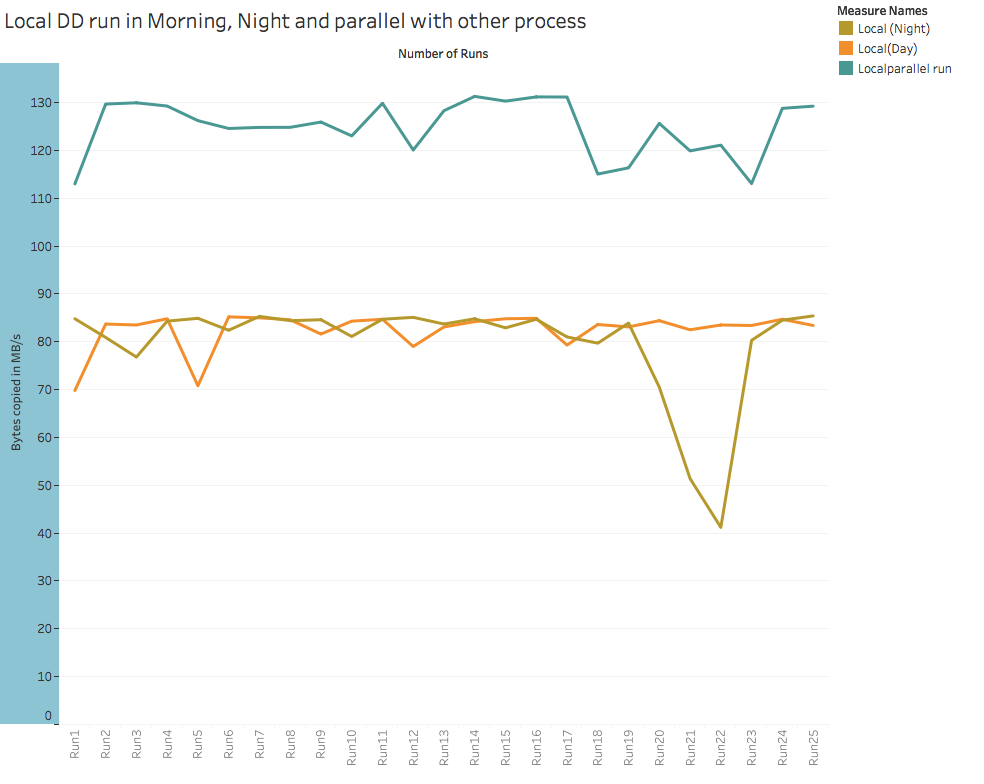 Local DD run in Morning, Night and parallel with other process
Measure Names
Local (Night)
Local(Day)
Localparallel run
Number of Runs
Bytes copied in MB/s
130
120
110
100
90
80
70
60
50
40
30
20
10
0
Run1
Run2
Run3
Run4
Run5
Run6
Run7
Run8
Run9
Run10
Run11
Run12
Run13
Run14
Run15
Run16
Run17
Run18
Run19
Run20
Run21
Run22
Run23
Run24
Run25